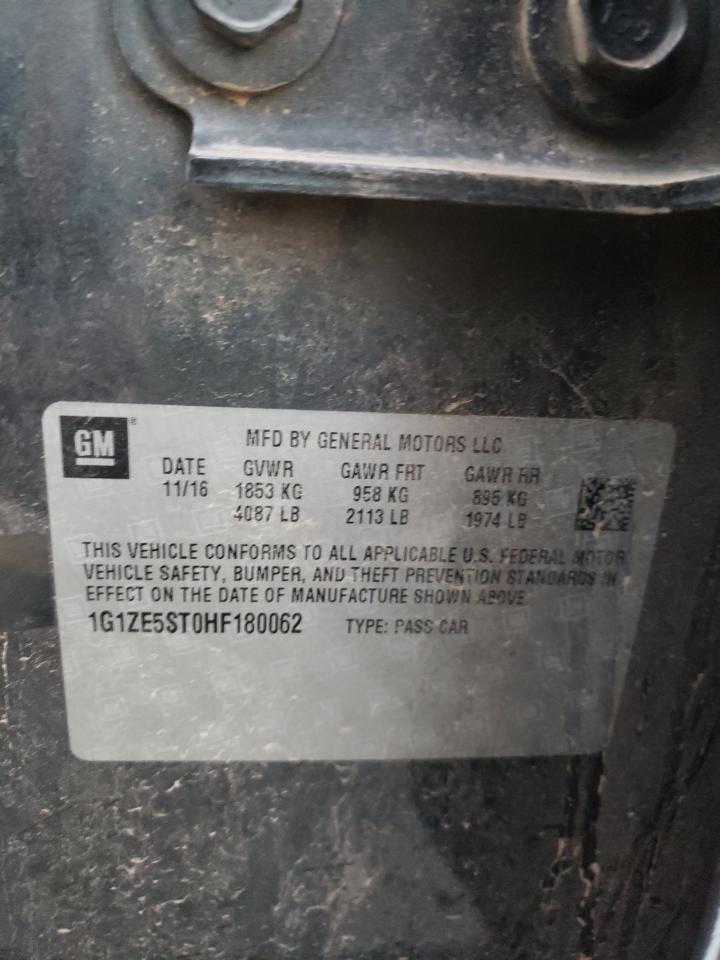 GM ®
MFD BY GENERAL MOTORS LLC
DATE GVWR GAWR FRT GAWR RR
11/16 1853 KG 958 KG 895 KG
4087 LB 2113 LB 1974 LB
THIS VEHICLE CONFORMS TO ALL APPLICABLE U.S. FEDERAL MOTOR
VEHICLE SAFETY, BUMPER, AND THEFT PREVENTION STANDARDS IN
EFFECT ON THE DATE OF MANUFACTURE SHOWN ABOVE
1G1ZE5ST0HF180062 TYPE: PASS CAR